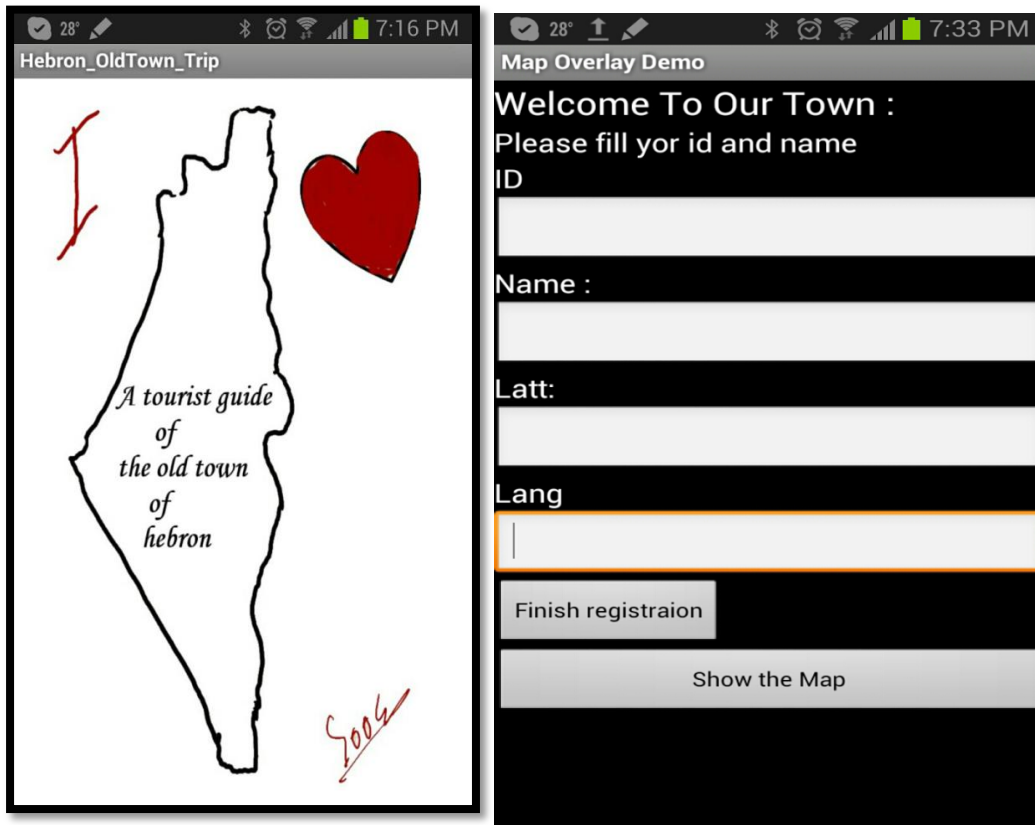 28° 7:16 PM
Hebron_OldTown_Trip
I
A tourist guide
of
the old town
of
hebron
28° 7:33 PM
Map Overlay Demo
Welcome To Our Town :
Please fill yor id and name
ID
Name :
Latt:
Lang
Finish registraion
Show the Map